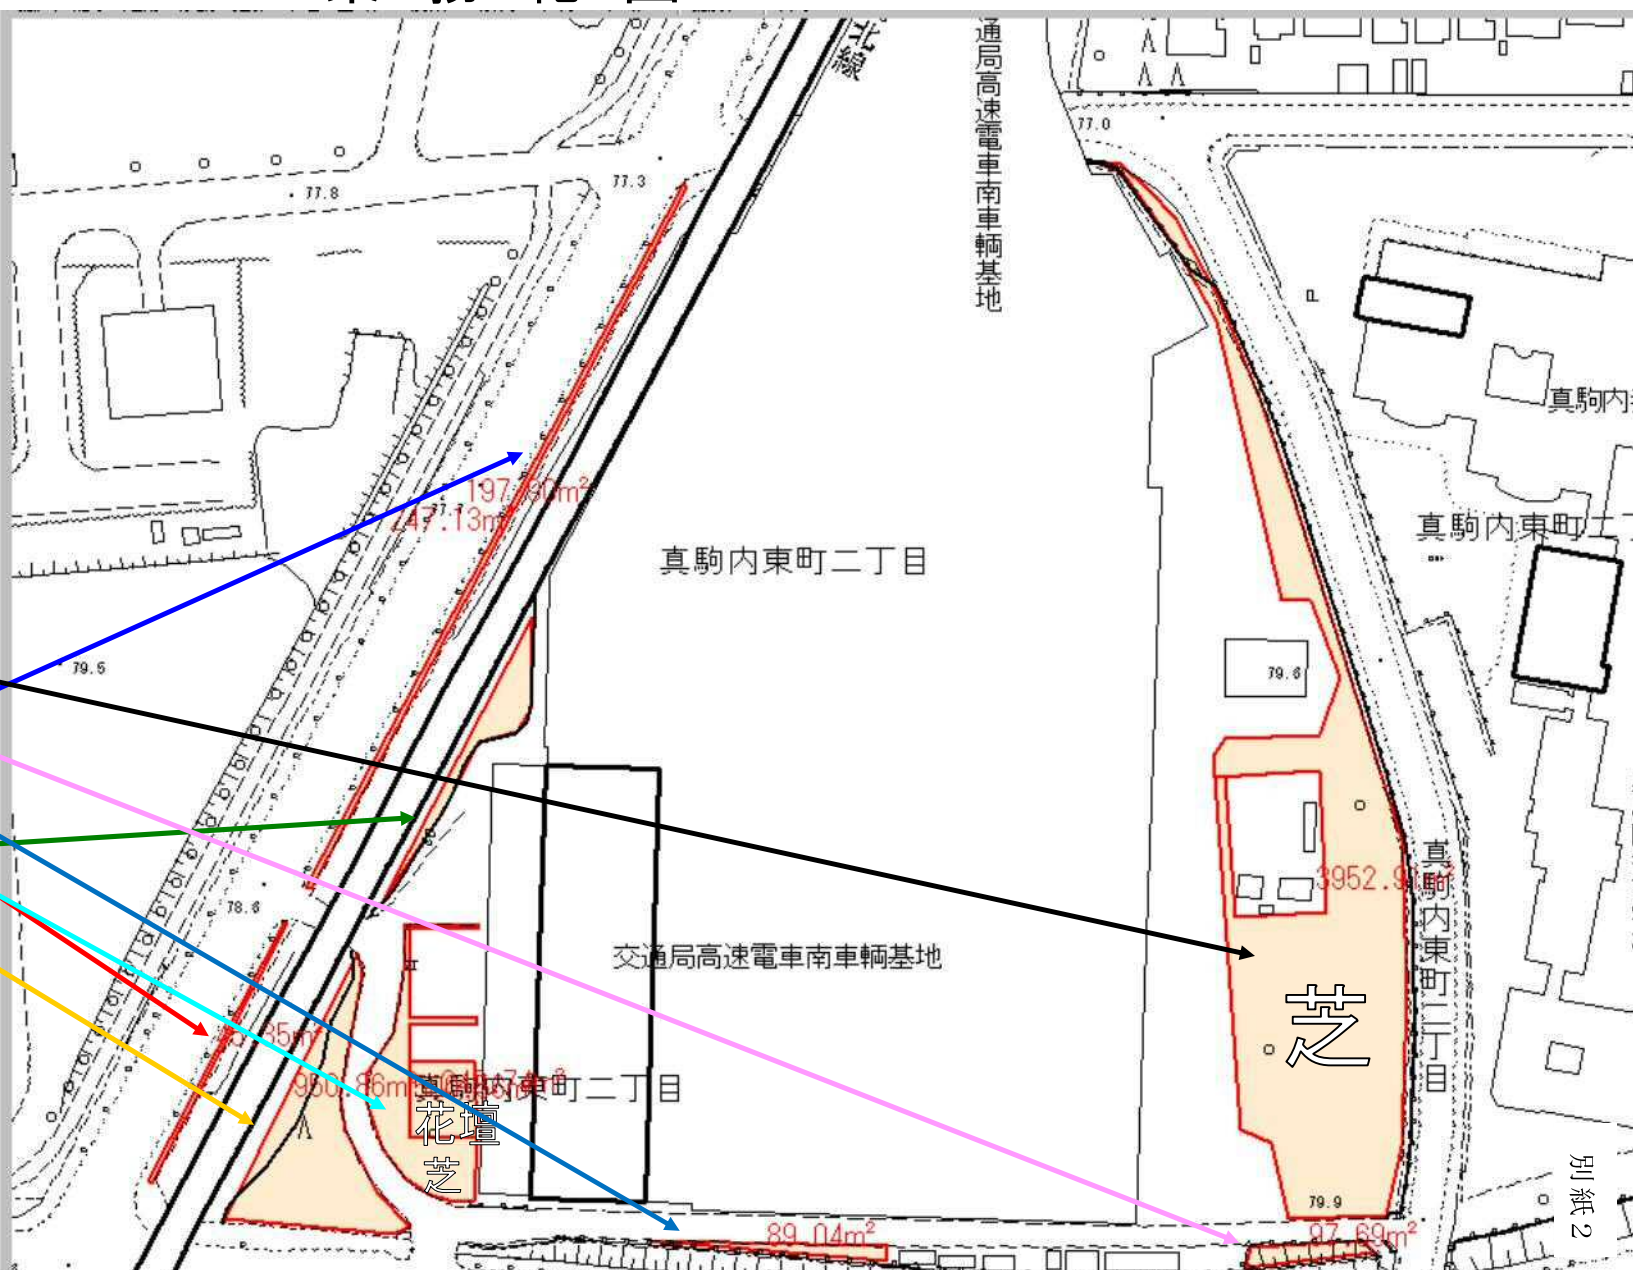 北線
通局高速電車南車輌基地
77.0
77.3
77.8
真駒内
197.90m²
247.13m²
真駒内東町二丁目
真駒内東町二丁
79.5
79.6
3952.91m²
真駒内東町二丁目
78.6
交通局高速電車南車輌基地
芝
真駒内東町二丁目
花壇
芝
別紙2
79.9
89.04m²
97.69m²